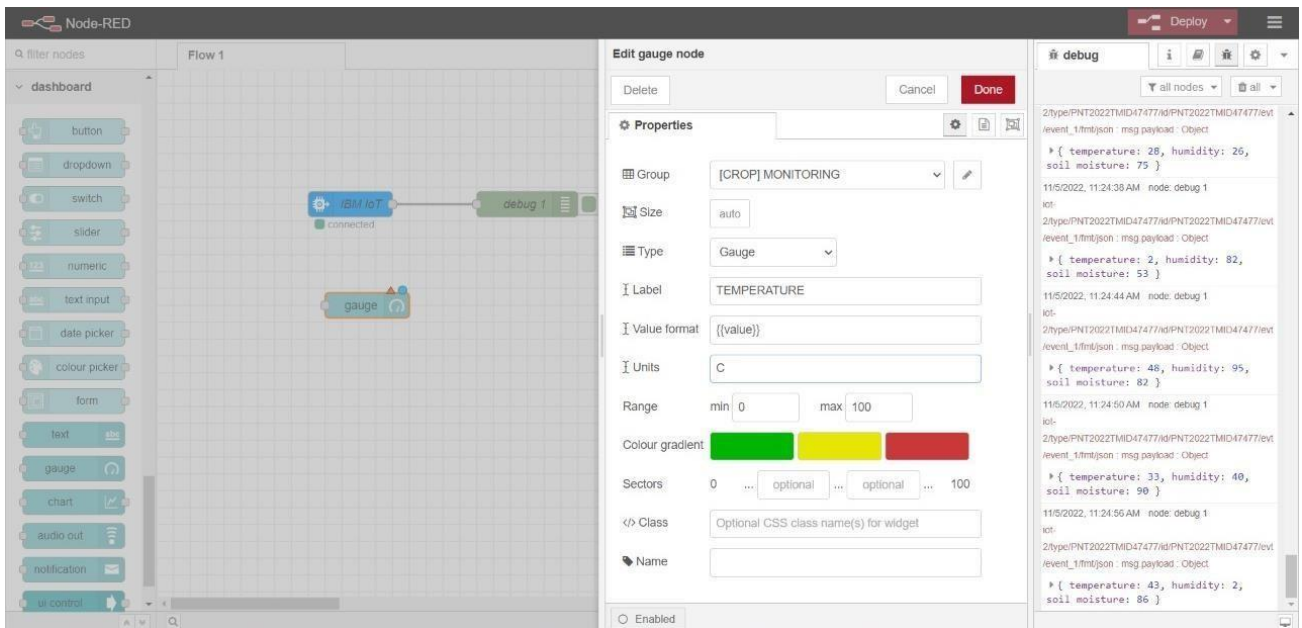 Node-RED
Deploy
filter nodes
dashboard
button
dropdown
switch
slider
numeric
text input
date picker
colour picker
form
text
gauge
chart
audio out
notification
ui control
Flow 1
IBM IoT
connected
debug 1
gauge
Edit gauge node
Delete
Cancel
Done
Properties
Group
[CROP] MONITORING
Size
auto
Type
Gauge
Label
TEMPERATURE
Value format
{{value}}
Units
C
Range
min 0
max 100
Colour gradient
Sectors
0 ... optional ... optional ... 100
</> Class
Optional CSS class name(s) for widget
Name
Enabled
debug
all nodes
all
2/type/PNT2022TMID47477/id/PNT2022TMID47477/evt
/event_1/fmt/json : msg.payload : Object
{ temperature: 28, humidity: 26,
soil moisture: 75 }
11/5/2022, 11:24:38 AM node: debug 1
iot-
2/type/PNT2022TMID47477/id/PNT2022TMID47477/evt
/event_1/fmt/json : msg.payload : Object
{ temperature: 2, humidity: 82,
soil moisture: 53 }
11/5/2022, 11:24:44 AM node: debug 1
iot-
2/type/PNT2022TMID47477/id/PNT2022TMID47477/evt
/event_1/fmt/json : msg.payload : Object
{ temperature: 48, humidity: 95,
soil moisture: 82 }
11/5/2022, 11:24:50 AM node: debug 1
iot-
2/type/PNT2022TMID47477/id/PNT2022TMID47477/evt
/event_1/fmt/json : msg.payload : Object
{ temperature: 33, humidity: 40,
soil moisture: 90 }
11/5/2022, 11:24:56 AM node: debug 1
iot-
2/type/PNT2022TMID47477/id/PNT2022TMID47477/evt
/event_1/fmt/json : msg.payload : Object
{ temperature: 43, humidity: 2,
soil moisture: 86 }